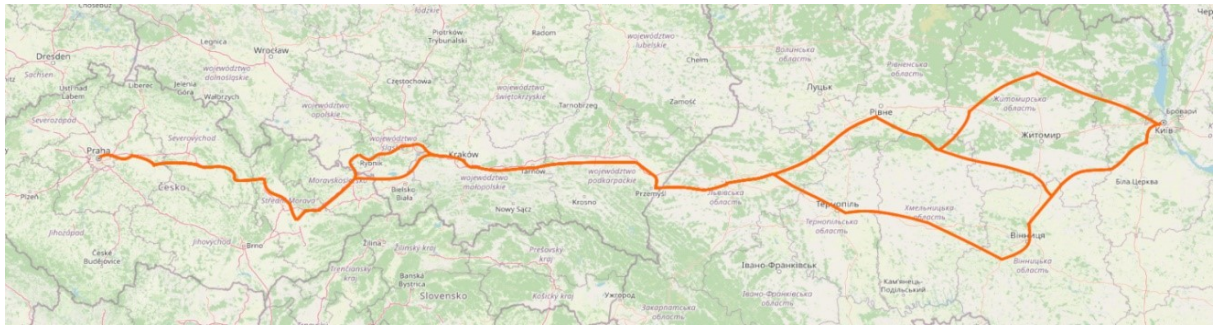 łódzkie
Legnica
Wrocław
Piotrków
Trybunalski
Radom
województwo
lubelskie
Chełm
Волинська
область
Рівненська
область
Dresden
Sachsen
Ústí nad
Labem
Liberec
Jelenia
Góra
Wałbrzych
województwo
dolnośląskie
województwo
opolskie
Częstochowa
województwo
świętokrzyskie
Tarnobrzeg
Zamość
Луцьк
Рівне
Житомирська
область
Житомир
Бровари
Київ
Severozápad
Praha
Severovýchod
województwo
śląskie
Rybnik
Kraków
Tarnów
województwo
małopolskie
województwo
podkarpackie
Przemyśl
Львівська
область
Тернопіль
Тернопільська
область
Хмельницька
область
Біла Церква
Plzeň
Česko
Střední Morava
Moravskoslezsko
Bielsko
Biała
Nowy Sącz
Krosno
Вінниця
Вінницька
область
Jihozápad
České
Budějovice
Jihovýchod
Brno
Žilina
Žilinský kraj
Prešovský
kraj
Trenčiansky
kraj
Banská
Bystrica
Slovensko
Košický kraj
Ужгород
Закарпатська
область
Івано-Франківськ
Івано-Франківська
область
Кам'янець-
Подільський